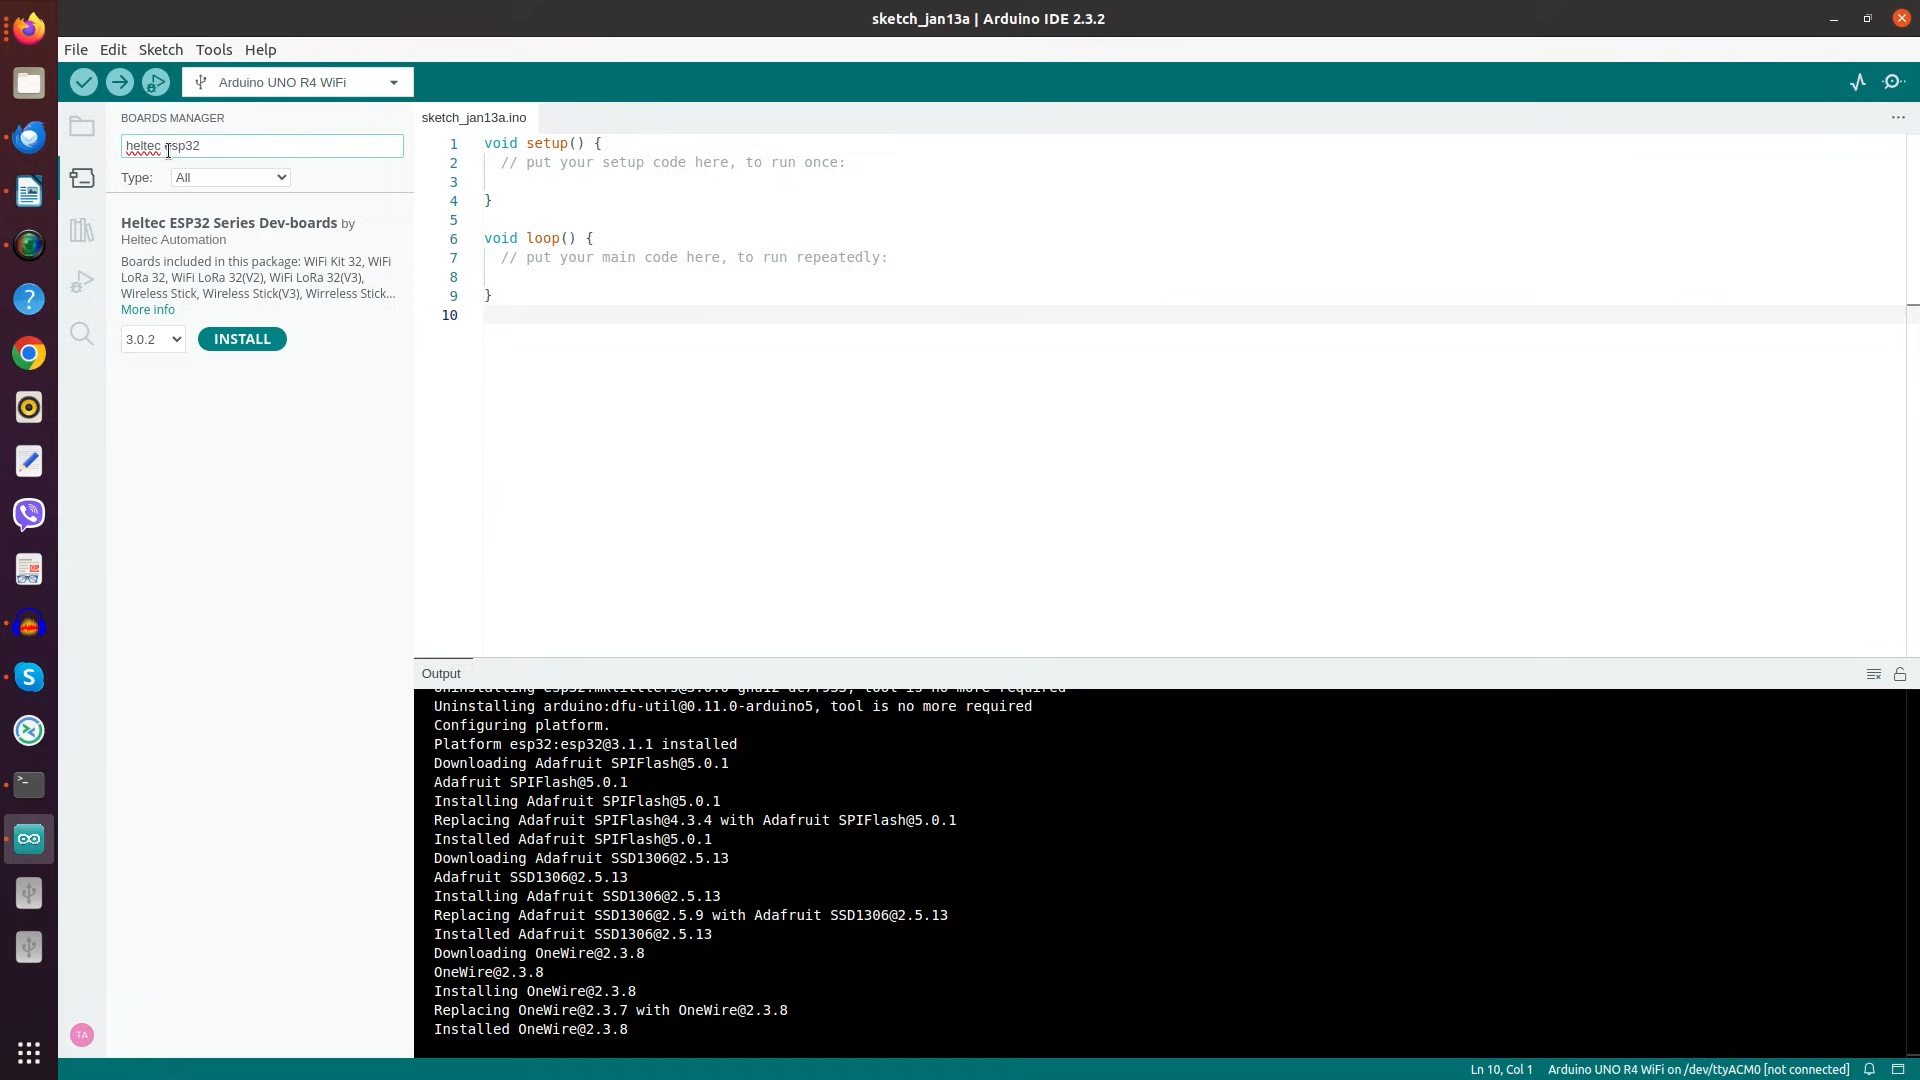 sketch_jan13a | Arduino IDE 2.3.2
File Edit Sketch Tools Help
Arduino UNO R4 WiFi
BOARDS MANAGER
heltec esp32
Type: All
Heltec ESP32 Series Dev-boards by
Heltec Automation
Boards included in this package: WiFi Kit 32, WiFi
LoRa 32, WiFi LoRa 32(V2), WiFi LoRa 32(V3),
Wireless Stick, Wireless Stick(V3), Wirreless Stick...
More info
3.0.2 INSTALL
TA
sketch_jan13a.ino
1 void setup() {
2 // put your setup code here, to run once:
3
4 }
5
6 void loop() {
7 // put your main code here, to run repeatedly:
8
9 }
10
Output
Uninstalling arduino:dfu-util@0.11.0-arduino5, tool is no more required
Configuring platform.
Platform esp32:esp32@3.1.1 installed
Downloading Adafruit SPIFlash@5.0.1
Adafruit SPIFlash@5.0.1
Installing Adafruit SPIFlash@5.0.1
Replacing Adafruit SPIFlash@4.3.4 with Adafruit SPIFlash@5.0.1
Installed Adafruit SPIFlash@5.0.1
Downloading Adafruit SSD1306@2.5.13
Adafruit SSD1306@2.5.13
Installing Adafruit SSD1306@2.5.13
Replacing Adafruit SSD1306@2.5.9 with Adafruit SSD1306@2.5.13
Installed Adafruit SSD1306@2.5.13
Downloading OneWire@2.3.8
OneWire@2.3.8
Installing OneWire@2.3.8
Replacing OneWire@2.3.7 with OneWire@2.3.8
Installed OneWire@2.3.8
Ln 10, Col 1 Arduino UNO R4 WiFi on /dev/ttyACM0 [not connected]